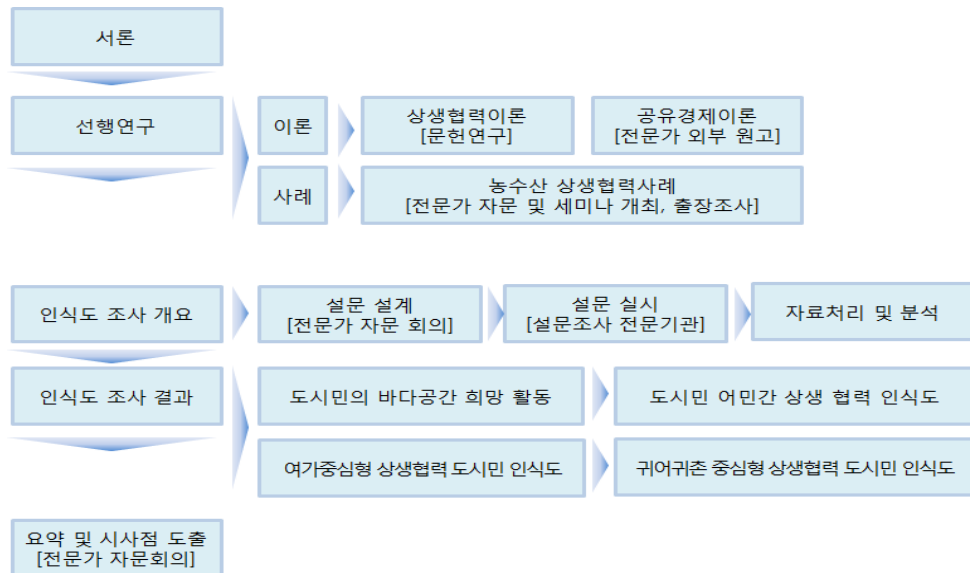 서론
선행연구
이론
상생협력이론
[문헌연구]
공유경제이론
[전문가 외부 원고]
사례
농수산 상생협력사례
[전문가 자문 및 세미나 개최, 출장조사]
인식도 조사 개요
설문 설계
[전문가 자문 회의]
설문 실시
[설문조사 전문기관]
자료처리 및 분석
인식도 조사 결과
도시민의 바다공간 희망 활동
도시민 어민간 상생 협력 인식도
여가중심형 상생협력 도시민 인식도
귀어귀촌 중심형 상생협력 도시민 인식도
요약 및 시사점 도출
[전문가 자문회의]